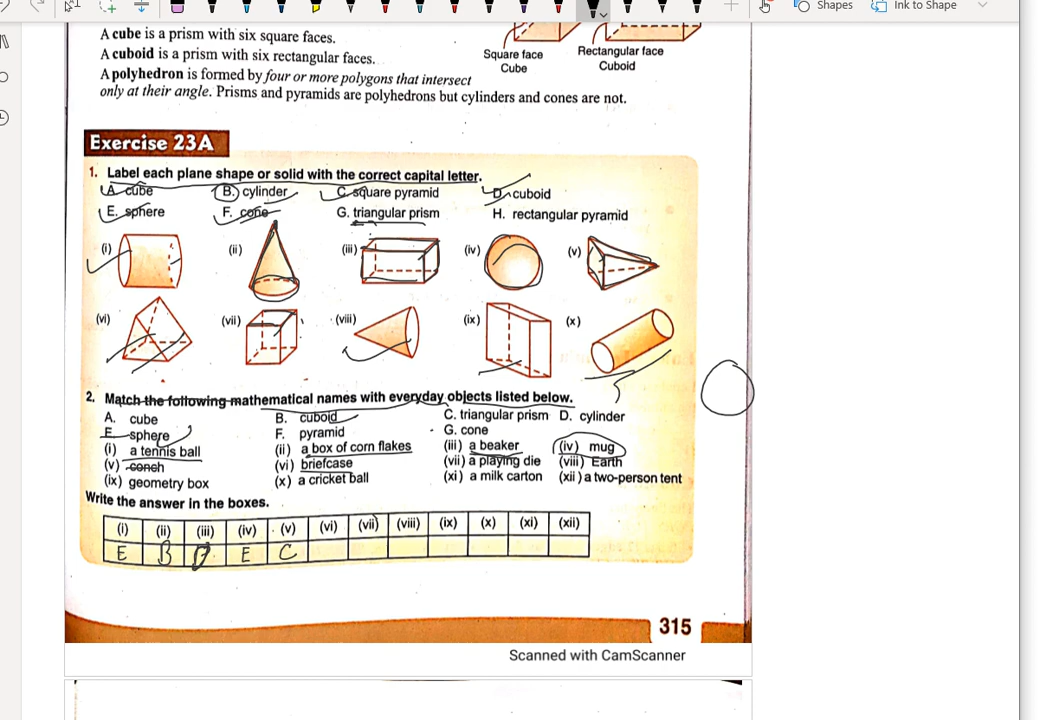 Shapes
Ink to Shape
A cube is a prism with six square faces.
A cuboid is a prism with six rectangular faces.
A polyhedron is formed by four or more polygons that intersect
only at their angle. Prisms and pyramids are polyhedrons but cylinders and cones are not.
Square face
Cube
Rectangular face
Cuboid
Exercise 23A
1. Label each plane shape or solid with the correct capital letter.
A. cube B. cylinder C. square pyramid D. cuboid
E. sphere F. cone G. triangular prism H. rectangular pyramid
(i) (ii) (iii) (iv) (v)
(vi) (vii) (viii) (ix) (x)
2. Match the following mathematical names with everyday objects listed below.
A. cube B. cuboid C. triangular prism D. cylinder
E sphere F. pyramid G. cone
(i) a tennis ball (ii) a box of corn flakes (iii) a beaker (iv) mug
(v) conch (vi) briefcase (vii) a playing die (viii) Earth
(ix) geometry box (x) a cricket ball (xi) a milk carton (xii) a two-person tent
Write the answer in the boxes.
(i) (ii) (iii) (iv) (v) (vi) (vii) (viii) (ix) (x) (xi) (xii)
E B D E C
315
Scanned with CamScanner